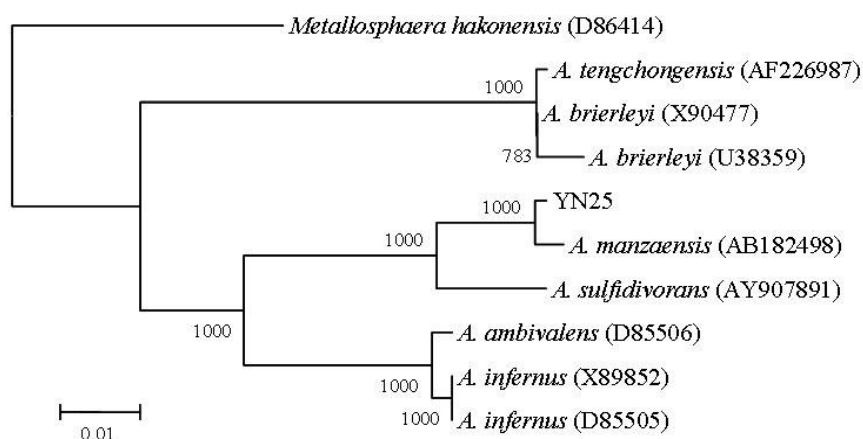 Metallosphaera hakonensis (D86414)
A. tengchongensis (AF226987)
1000
A. brierleyi (X90477)
783
A. brierleyi (U38359)
YN25
1000
A. manzaensis (AB182498)
1000
A. sulfidivorans (AY907891)
1000
A. ambivalens (D85506)
A. infernus (X89852)
1000
A. infernus (D85505)
1000
0.01